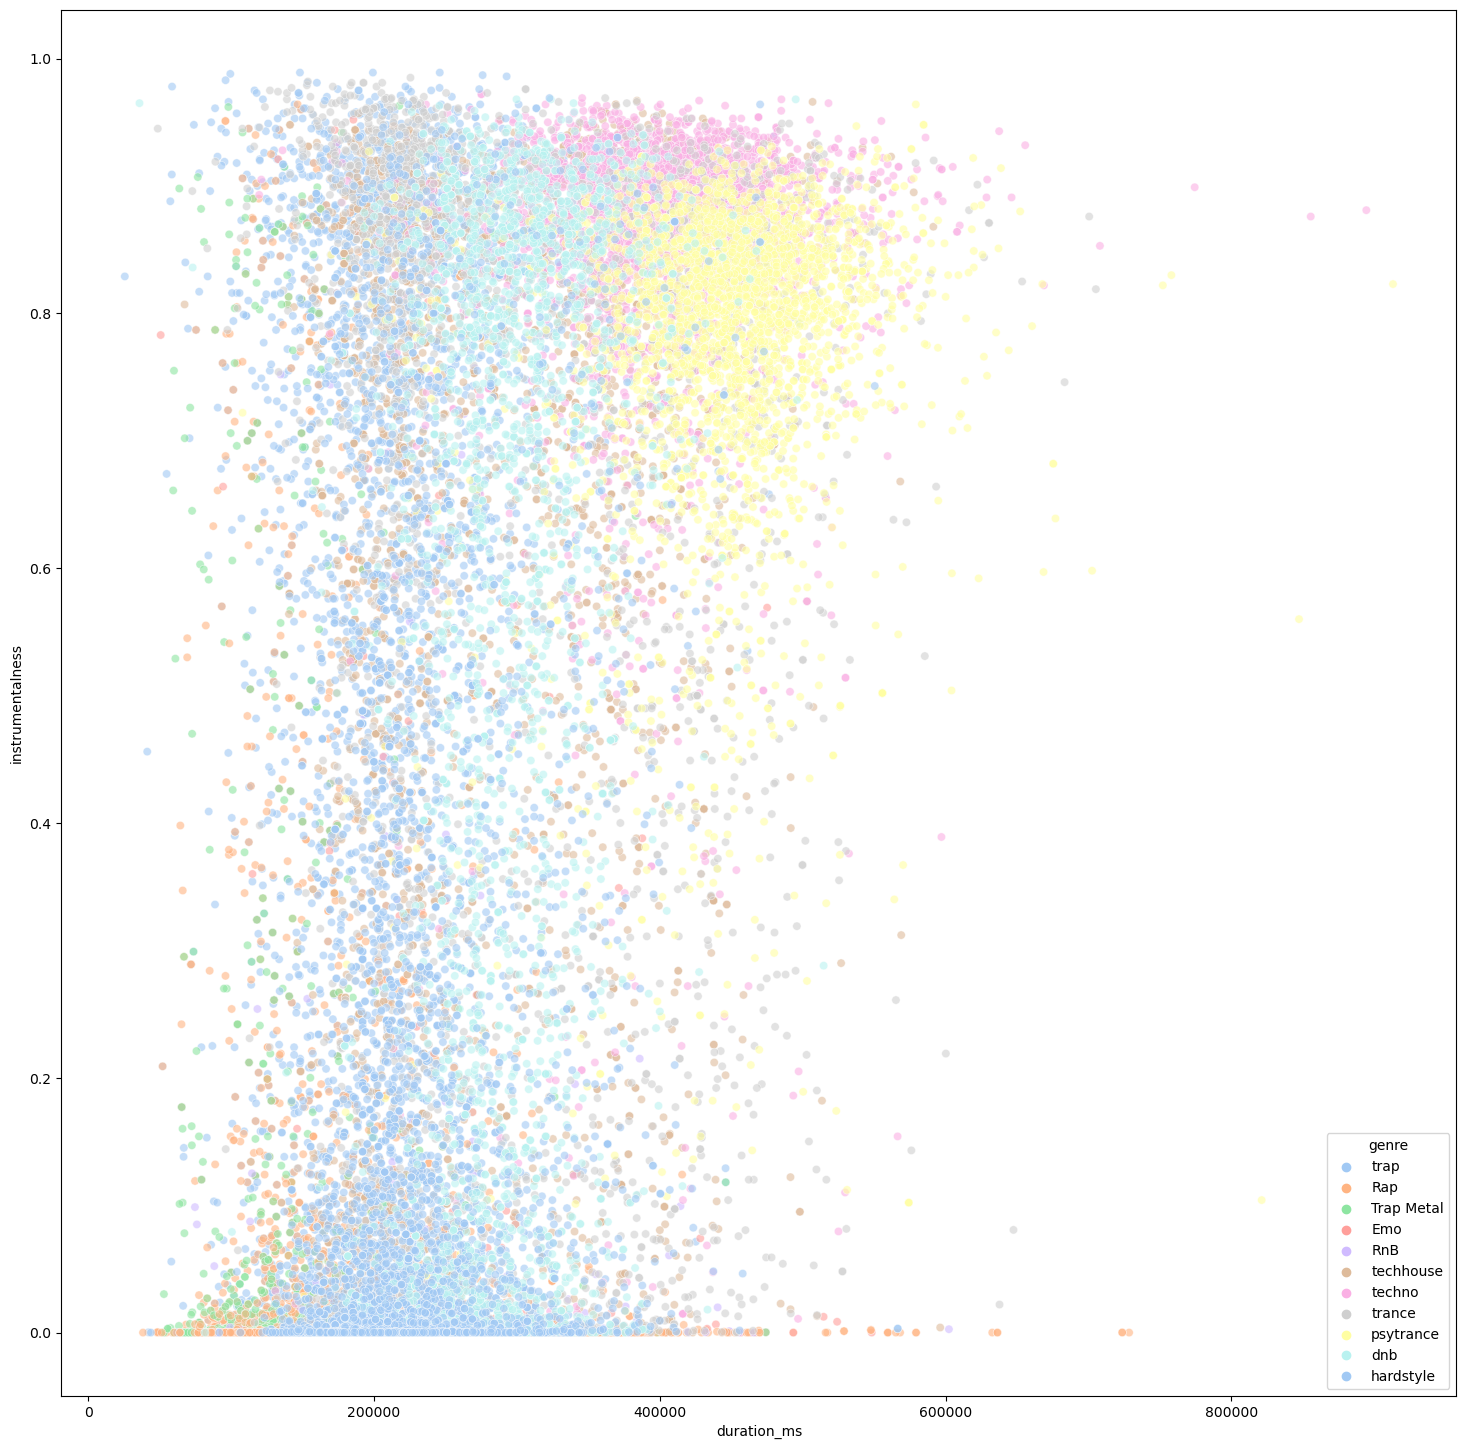 1.0
0.8
0.6
0.4
0.2
0.0
instrumentalness
0
200000
400000
600000
800000
duration_ms
genre
trap
Rap
Trap Metal
Emo
RnB
techhouse
techno
trance
psytrance
dnb
hardstyle